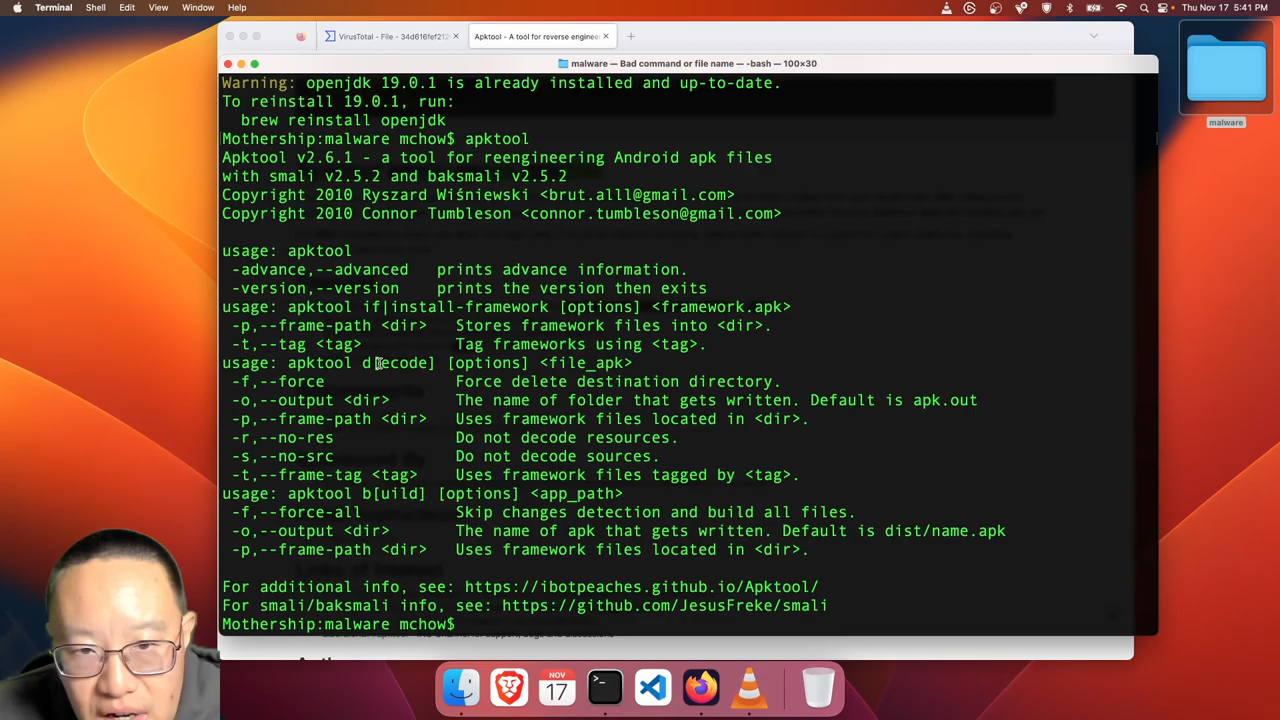 Terminal Shell Edit View Window Help
Thu Nov 17 5:41 PM
VirusTotal - File - 34d616fef212
Apktool - A tool for reverse enginee
malware — Bad command or file name — -bash — 100×30
Warning: openjdk 19.0.1 is already installed and up-to-date.
To reinstall 19.0.1, run:
brew reinstall openjdk
Mothership:malware mchow$ apktool
Apktool v2.6.1 - a tool for reengineering Android apk files
with smali v2.5.2 and baksmali v2.5.2
Copyright 2010 Ryszard Wiśniewski <brut.alll@gmail.com>
Copyright 2010 Connor Tumbleson <connor.tumbleson@gmail.com>
usage: apktool
-advance,--advanced prints advance information.
-version,--version prints the version then exits
usage: apktool if|install-framework [options] <framework.apk>
-p,--frame-path <dir> Stores framework files into <dir>.
-t,--tag <tag> Tag frameworks using <tag>.
usage: apktool d[ecode] [options] <file_apk>
-f,--force Force delete destination directory.
-o,--output <dir> The name of folder that gets written. Default is apk.out
-p,--frame-path <dir> Uses framework files located in <dir>.
-r,--no-res Do not decode resources.
-s,--no-src Do not decode sources.
-t,--frame-tag <tag> Uses framework files tagged by <tag>.
usage: apktool b[uild] [options] <app_path>
-f,--force-all Skip changes detection and build all files.
-o,--output <dir> The name of apk that gets written. Default is dist/name.apk
-p,--frame-path <dir> Uses framework files located in <dir>.
For additional info, see: https://ibotpeaches.github.io/Apktool/
For smali/baksmali info, see: https://github.com/JesusFreke/smali
Mothership:malware mchow$
malware
NOV
17